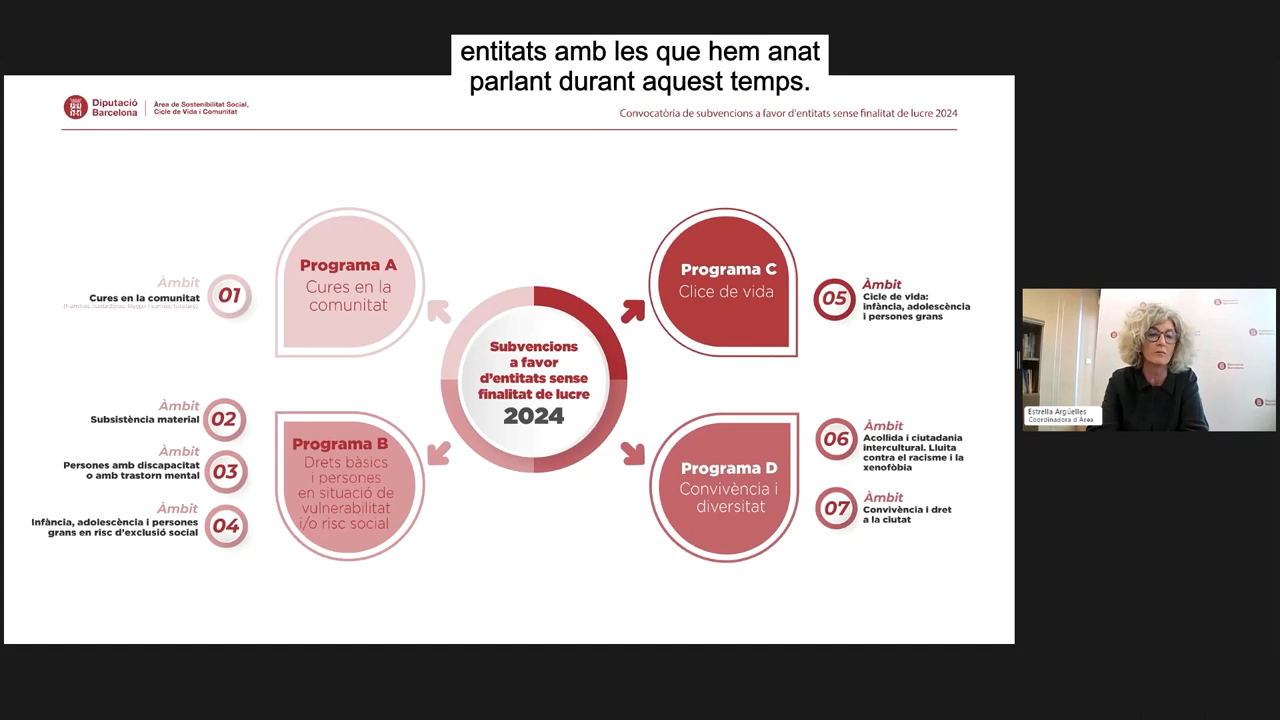 entitats amb les que hem anat
parlant durant aquest temps.
Diputació
Barcelona
Àrea de Sostenibilitat Social,
Cicle de Vida i Comunitat
Convocatòria de subvencions a favor d'entitats sense finalitat de lucre 2024
Àmbit
01
Cures en la comunitat
Programa A
Cures en la
comunitat
Programa C
Clice de vida
05
Àmbit
Cicle de vida:
infància, adolescència
i persones grans
Subvencions
a favor
d'entitats sense
finalitat de lucre
2024
Àmbit
02
Subsistència material
Àmbit
03
Persones amb discapacitat
o amb trastorn mental
Àmbit
04
Infància, adolescència i persones
grans en risc d'exclusió social
Programa B
Drets bàsics
i persones
en situació de
vulnerabilitat
i/o risc social
Programa D
Convivència i
diversitat
06
Àmbit
Acollida i ciutadania
intercultural. Lluita
contra el racisme i la
xenofòbia
07
Àmbit
Convivència i dret
a la ciutat
Estrella Argüelles
Coordinadora d'Àrea